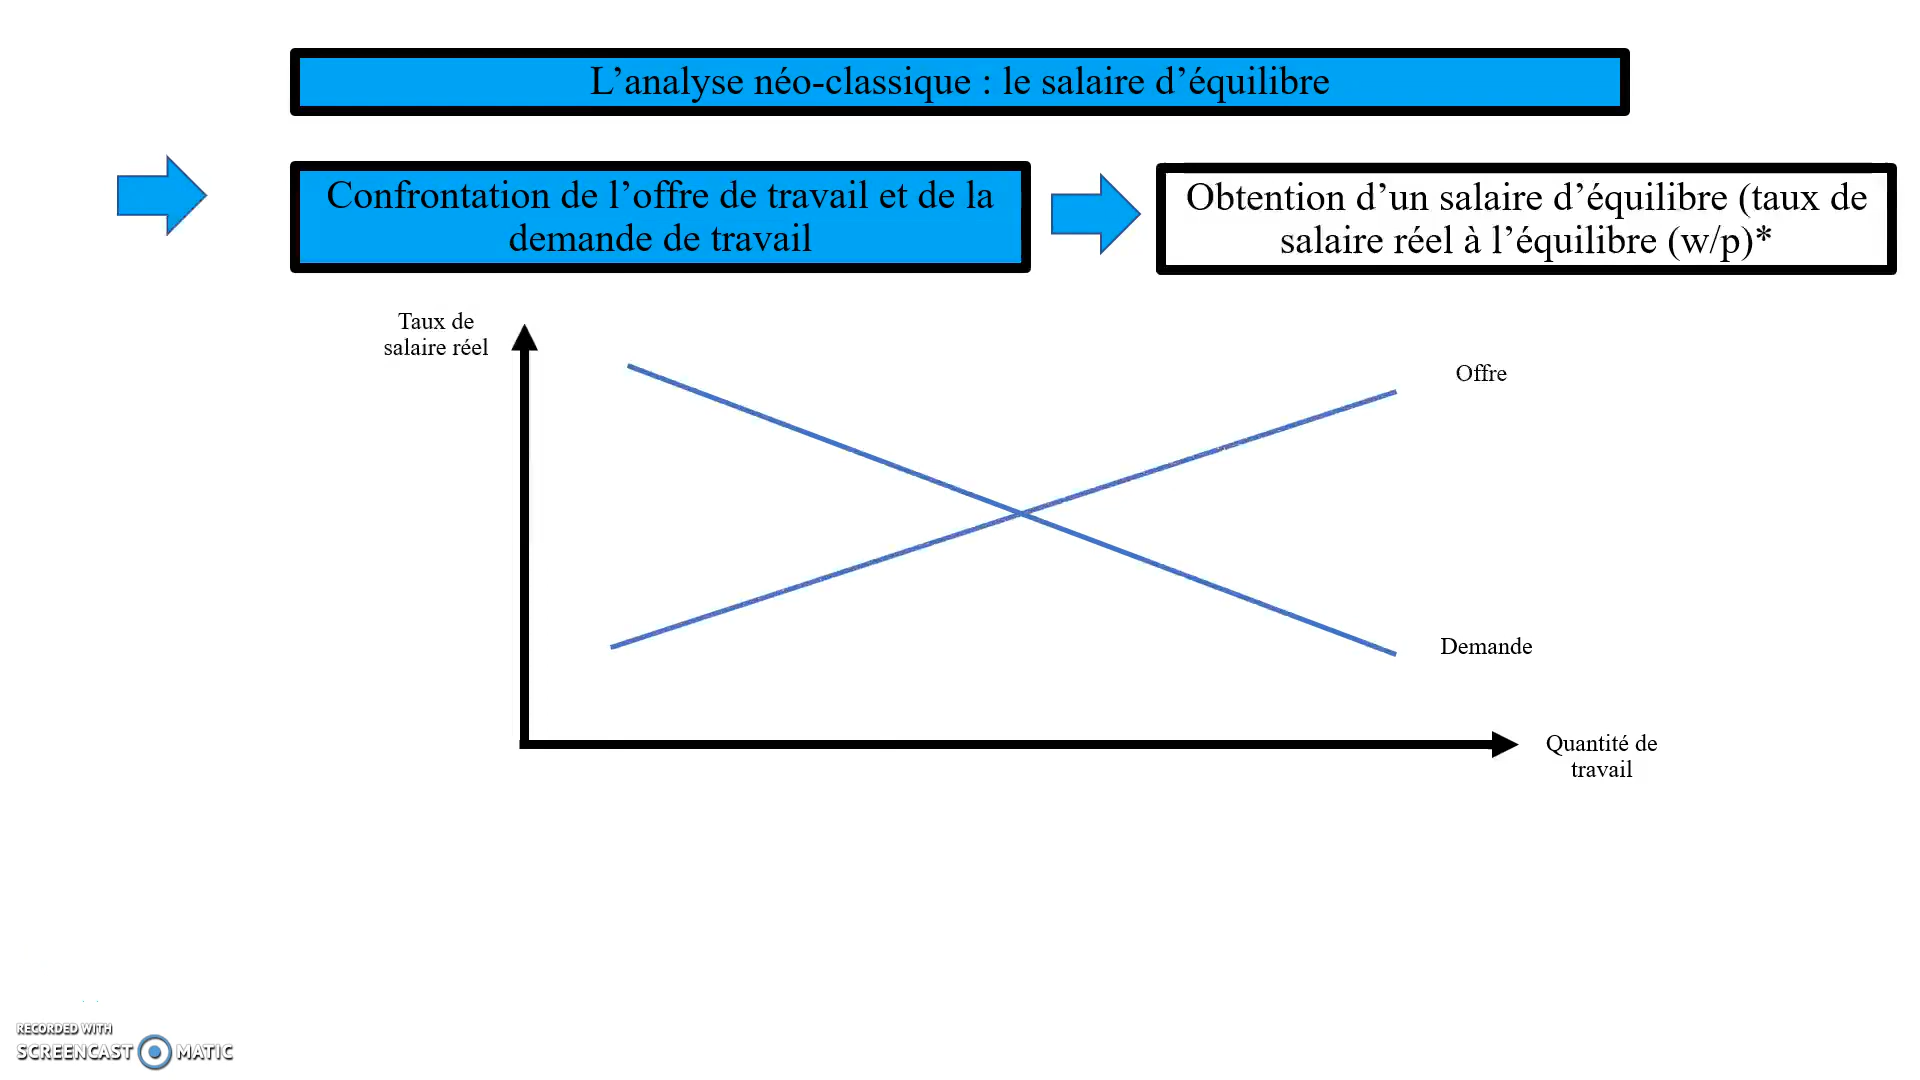 L’analyse néo-classique : le salaire d’équilibre
Confrontation de l’offre de travail et de la
demande de travail
Obtention d’un salaire d’équilibre (taux de
salaire réel à l’équilibre (w/p)*
Taux de
salaire réel
Offre
Demande
Quantité de
travail
RECORDED WITH
SCREENCAST MATIC